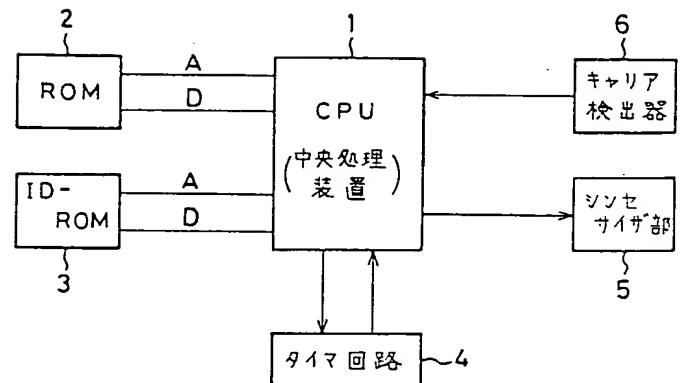 2
ROM
A
D
1
CPU
(中央処理
装置)
6
キャリア
検出器
ID-
ROM
A
D
3
シンセ
サイザ部
5
タイマ回路
4